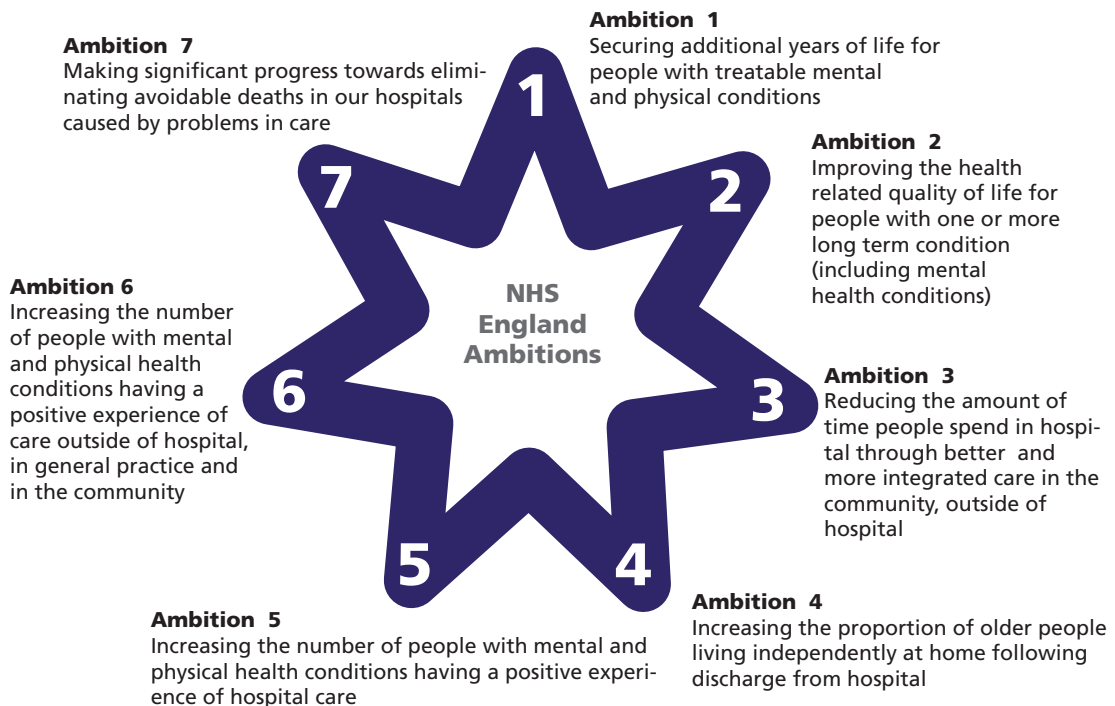 Ambition 1
Securing additional years of life for
people with treatable mental
and physical conditions
Ambition 2
Improving the health
related quality of life for
people with one or more
long term condition
(including mental
health conditions)
Ambition 3
Reducing the amount of
time people spend in hospi-
tal through better and
more integrated care in the
community, outside of
hospital
Ambition 4
Increasing the proportion of older people
living independently at home following
discharge from hospital
Ambition 5
Increasing the number of people with mental and
physical health conditions having a positive experi-
ence of hospital care
Ambition 6
Increasing the number
of people with mental
and physical health
conditions having a
positive experience of
care outside of hospital,
in general practice and
in the community
Ambition 7
Making significant progress towards elimi-
nating avoidable deaths in our hospitals
caused by problems in care
1
2
3
4
5
6
7
NHS
England
Ambitions